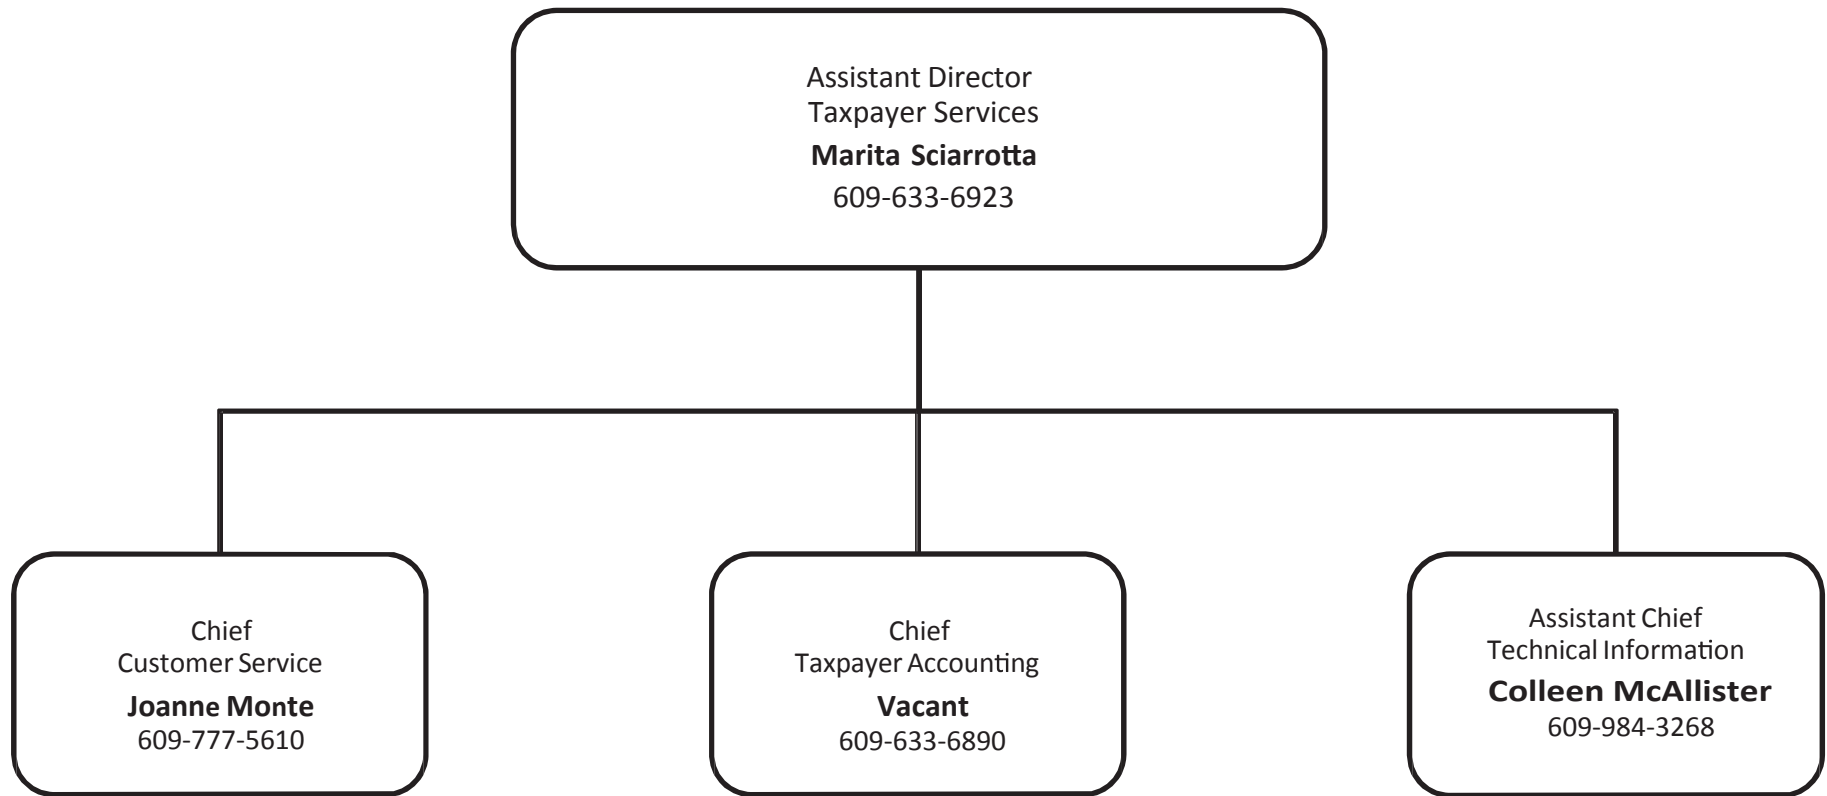 Assistant Director
Taxpayer Services
Marita Sciarrotta
609-633-6923
Chief
Customer Service
Joanne Monte
609-777-5610
Chief
Taxpayer Accounting
Vacant
609-633-6890
Assistant Chief
Technical Information
Colleen McAllister
609-984-3268